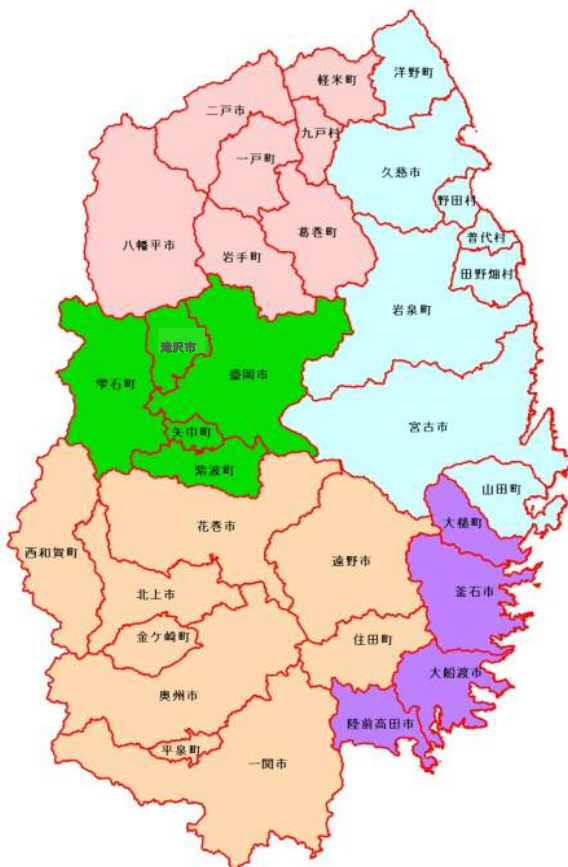 軽米町
洋野町
二戸市
九戸村
一戸町
久慈市
野田村
葛巻町
普代村
八幡平市
岩手町
田野畑村
岩泉町
滝沢市
盛岡市
雫石町
宮古市
矢巾町
紫波町
山田町
花巻市
大槌町
西和賀町
遠野市
釜石市
北上市
金ケ崎町
住田町
大船渡市
奥州市
陸前高田市
平泉町
一関市